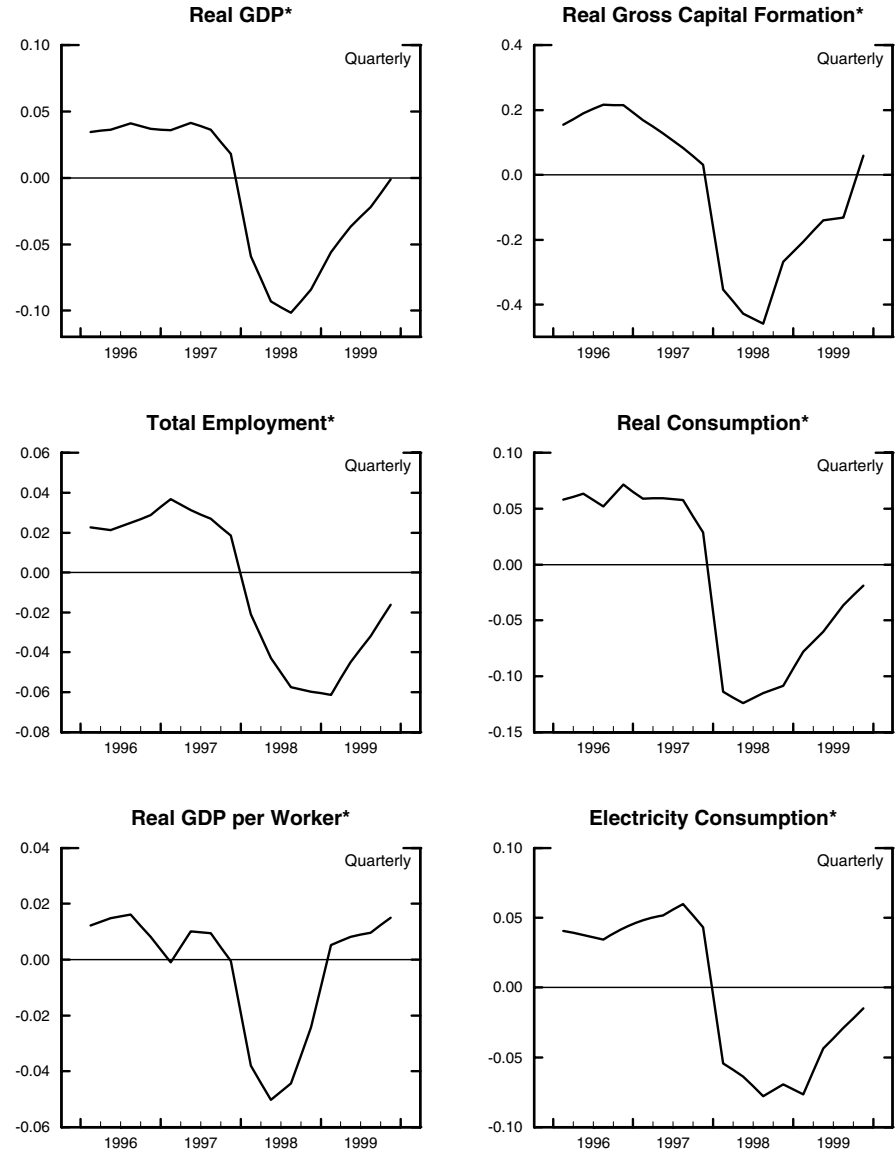 Real GDP*
Quarterly
0.10
0.05
0.00
-0.05
-0.10
1996 1997 1998 1999
Real Gross Capital Formation*
Quarterly
0.4
0.2
0.0
-0.2
-0.4
1996 1997 1998 1999
Total Employment*
Quarterly
0.06
0.04
0.02
0.00
-0.02
-0.04
-0.06
-0.08
1996 1997 1998 1999
Real Consumption*
Quarterly
0.10
0.05
0.00
-0.05
-0.10
-0.15
1996 1997 1998 1999
Real GDP per Worker*
Quarterly
0.04
0.02
0.00
-0.02
-0.04
-0.06
1996 1997 1998 1999
Electricity Consumption*
Quarterly
0.10
0.05
0.00
-0.05
-0.10
1996 1997 1998 1999